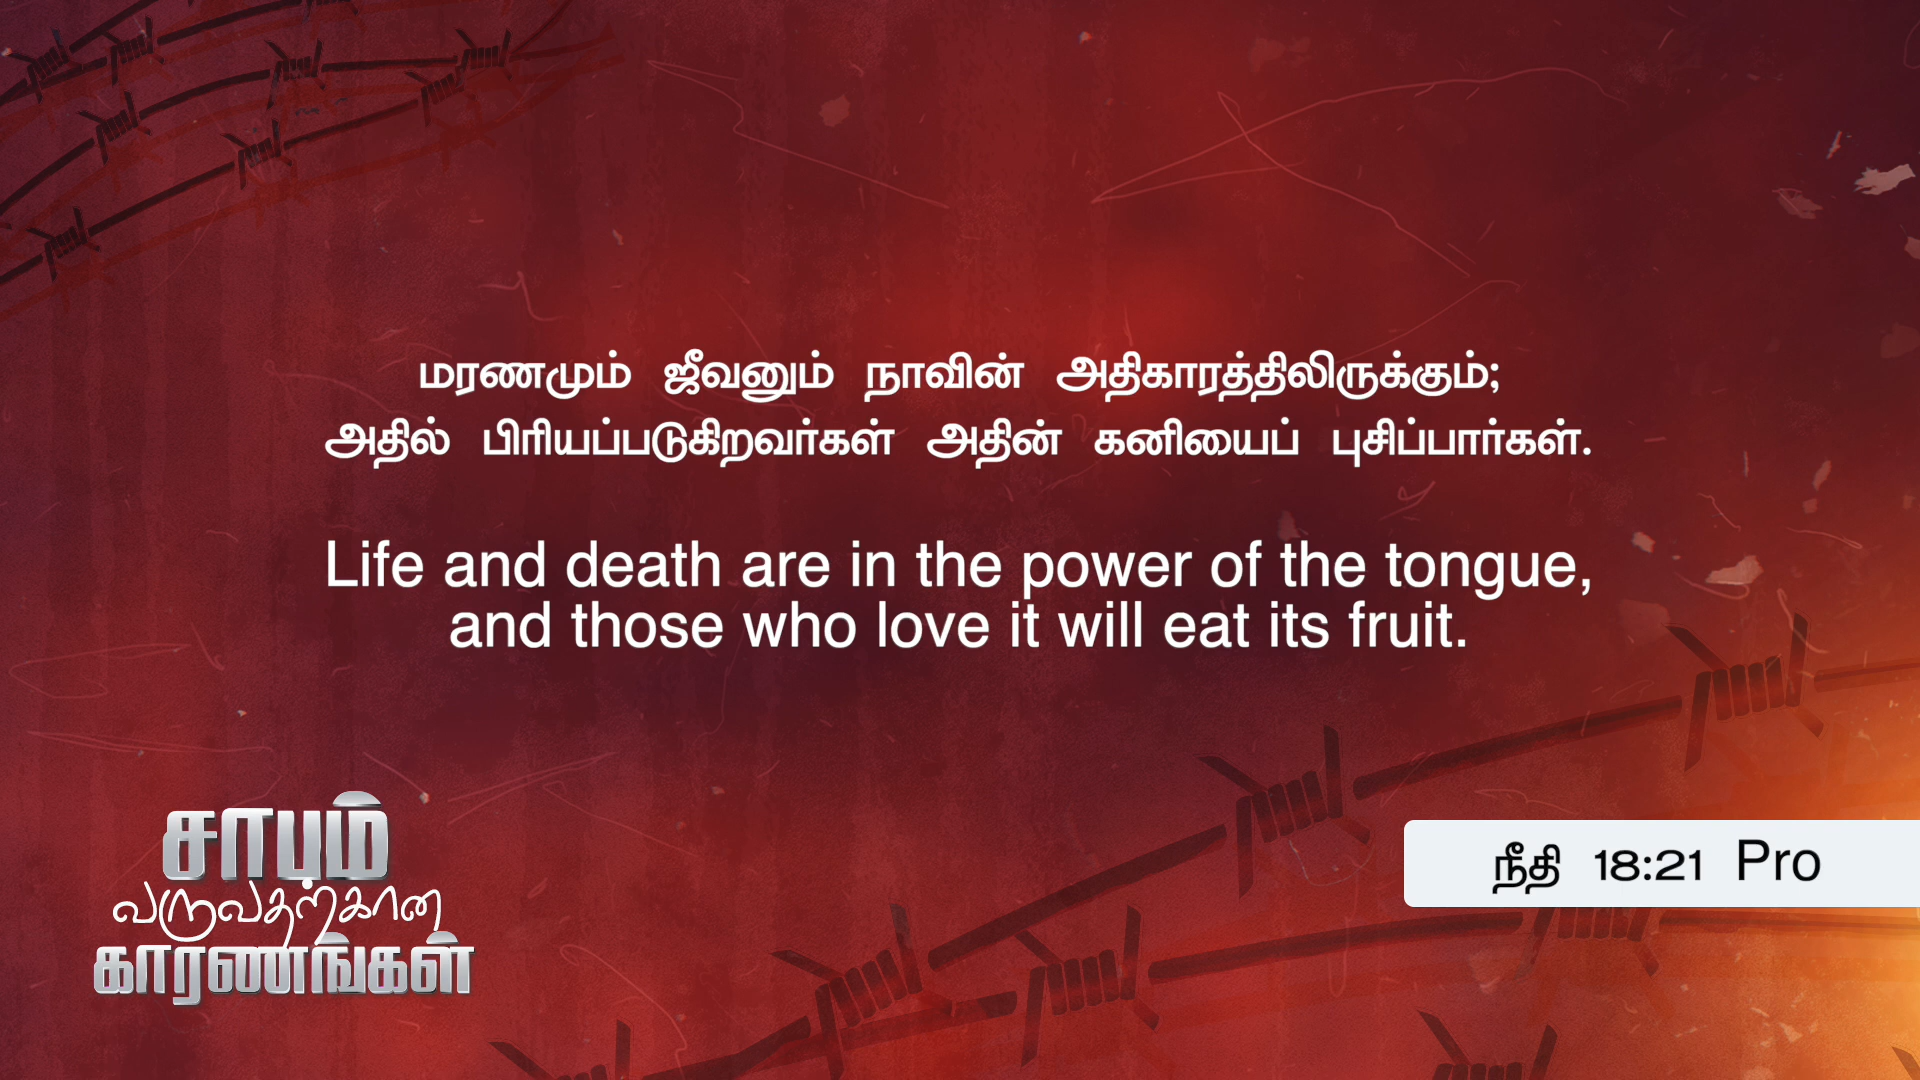 மரணமும் ஜீவனும் நாவின் அதிகாரத்திலிருக்கும்;
அதில் பிரியப்படுகிறவர்கள் அதின் கனியைப் புசிப்பார்கள்.
Life and death are in the power of the tongue,
and those who love it will eat its fruit.
சாபம்
வருவதற்கான
காரணங்கள்
நீதி 18:21 Pro